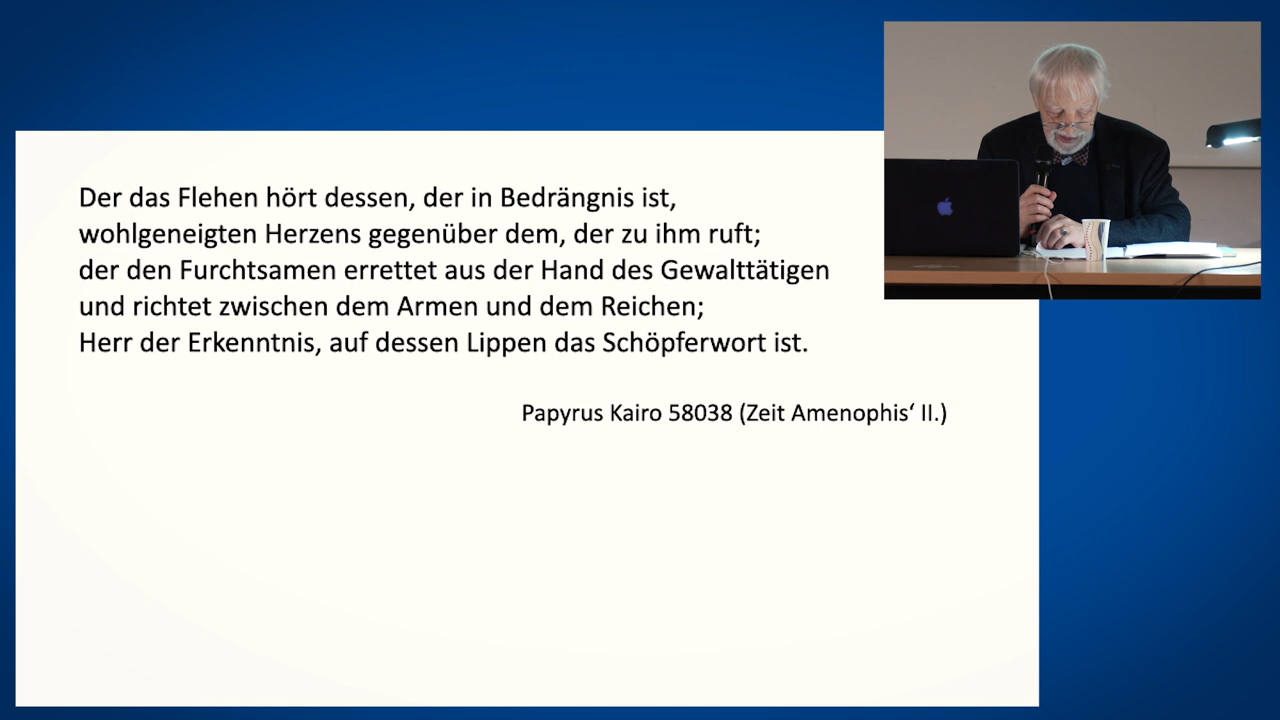 Der das Flehen hört dessen, der in Bedrängnis ist,
wohlgeneigten Herzens gegenüber dem, der zu ihm ruft;
der den Furchtsamen errettet aus der Hand des Gewalttätigen
und richtet zwischen dem Armen und dem Reichen;
Herr der Erkenntnis, auf dessen Lippen das Schöpferwort ist.
Papyrus Kairo 58038 (Zeit Amenophis‘ II.)